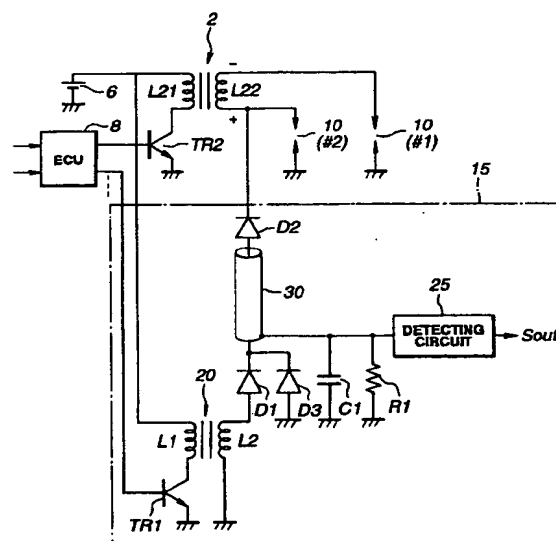 2
-
L21
L22
6
+
10
(#2)
10
(#1)
8
ECU
TR2
15
D2
30
25
DETECTING
CIRCUIT
Sout
20
D1
D3
C1
R1
L1
L2
TR1